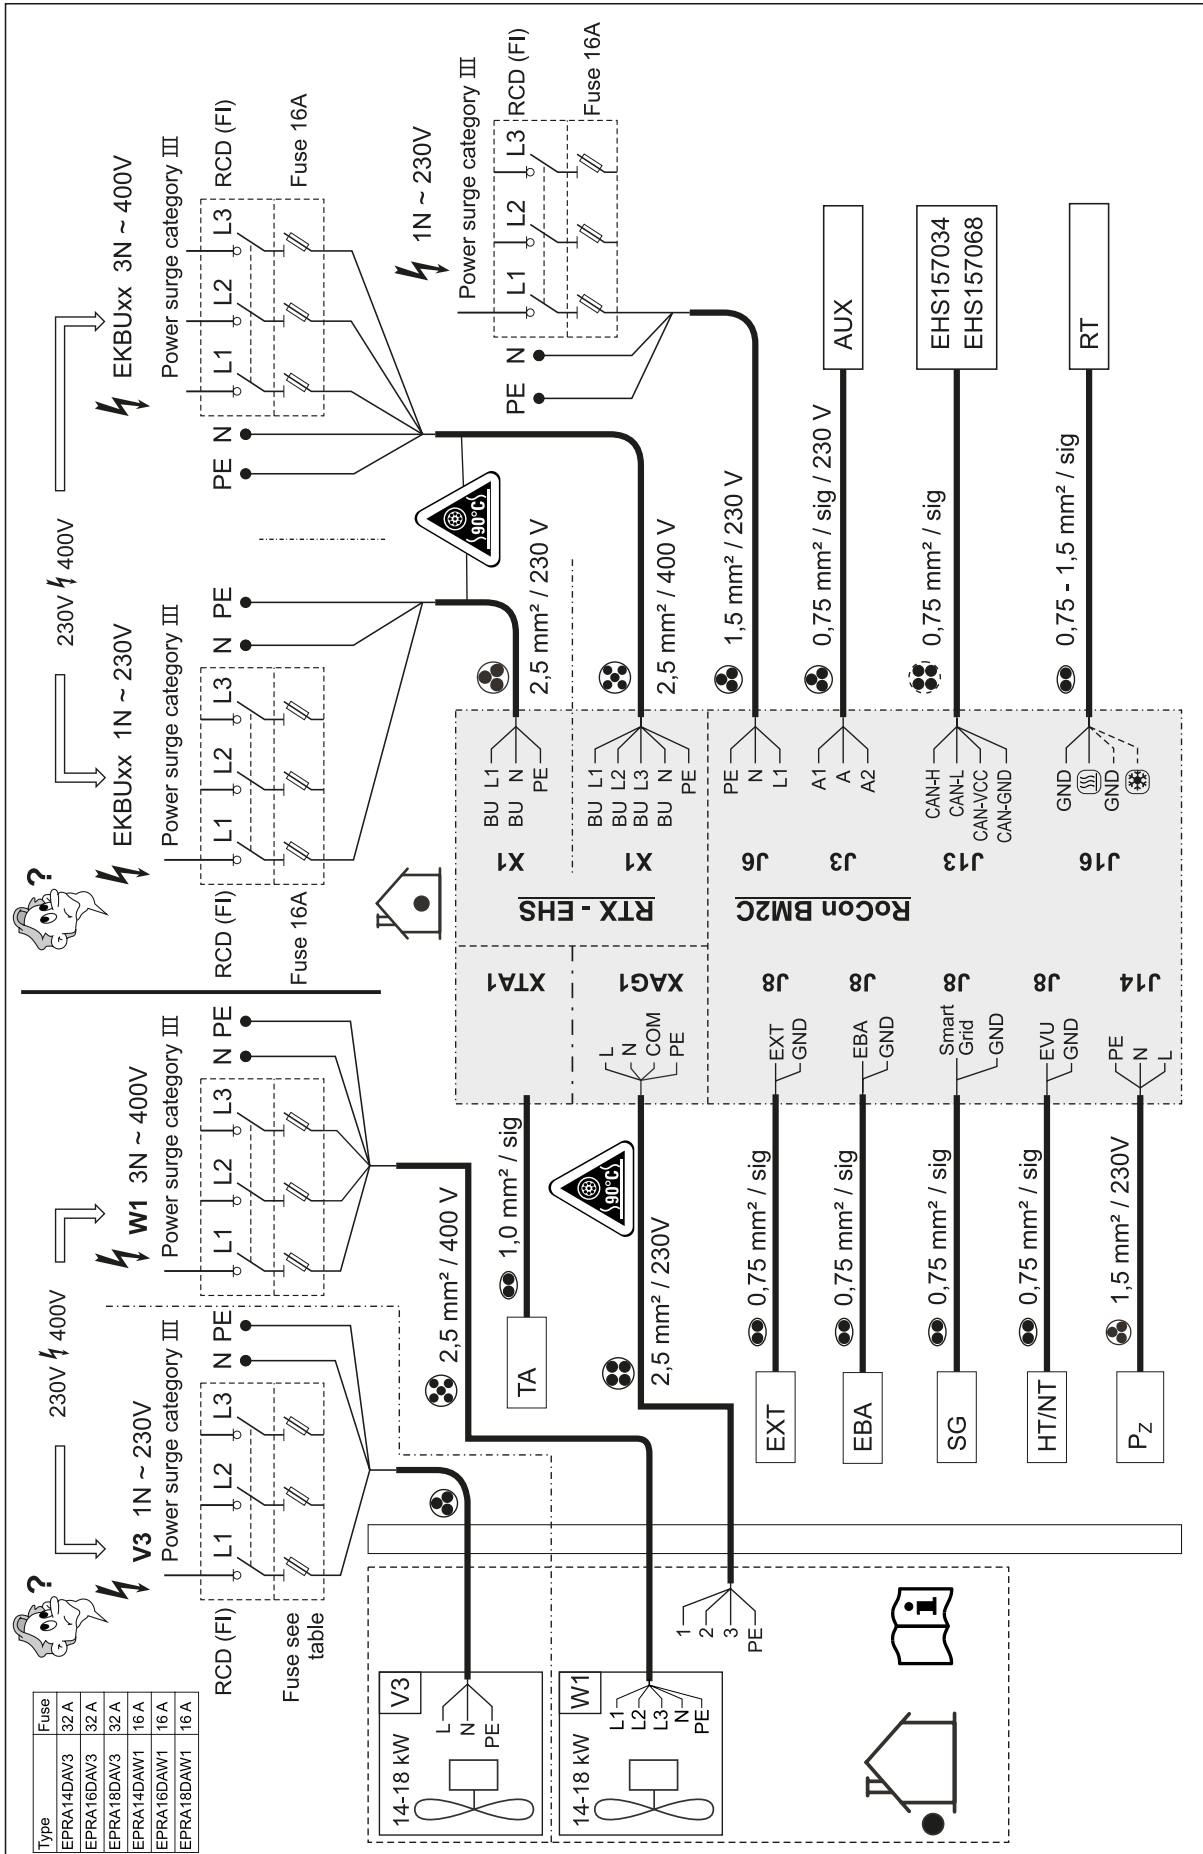 Type Fuse
EPRA14DAV3 32 A
EPRA16DAV3 32 A
EPRA18DAV3 32 A
EPRA14DAW1 16 A
EPRA16DAW1 16 A
EPRA18DAW1 16 A
?
230V 400V
V3 1N ~ 230V
Power surge category III
RCD (FI)
L1 L2 L3 N PE
Fuse see
table
W1 3N ~ 400V
Power surge category III
L1 L2 L3 N PE
?
230V 400V
EKBUxx 1N ~ 230V
Power surge category III
RCD (FI)
L1 L2 L3 N PE
Fuse 16A
EKBUxx 3N ~ 400V
Power surge category III
PE N L1 L2 L3
RCD (FI)
Fuse 16A
1N ~ 230V
Power surge category III
PE N L1 L2 L3
RCD (FI)
Fuse 16A
90°C
14-18 kW
V3
L
N
PE
14-18 kW
W1
L1
L2
L3
N
PE
1
2
3
PE
i
2,5 mm² / 400 V
TA
1,0 mm² / sig
XTA1
2,5 mm² / 230V
90°C
L
N
COM
PE
XAG1
EXT
0,75 mm² / sig
EXT
GND
J8
EBA
0,75 mm² / sig
EBA
GND
J8
SG
0,75 mm² / sig
Smart
Grid
GND
J8
HT/NT
0,75 mm² / sig
EVU
GND
J8
PZ
1,5 mm² / 230V
PE
N
L
J14
RTX - EHS
X1
BU L1
BU N
PE
2,5 mm² / 230 V
X1
BU L1
BU L2
BU L3
BU N
PE
2,5 mm² / 400 V
RoCon BM2C
J6
PE
N
L1
1,5 mm² / 230 V
J3
A1
A
A2
0,75 mm² / sig / 230 V
AUX
J13
CAN-H
CAN-L
CAN-VCC
CAN-GND
0,75 mm² / sig
EHS157034
EHS157068
J16
GND
GND
0,75 - 1,5 mm² / sig
RT